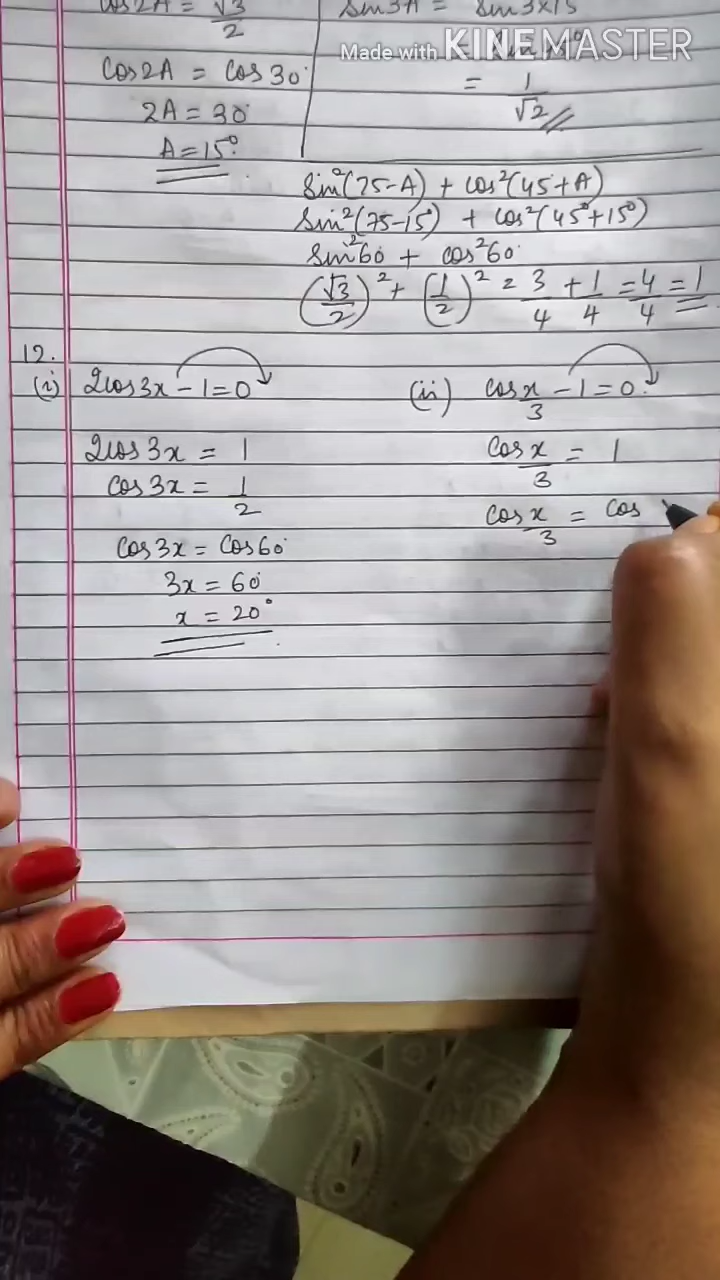 cos2A = √3/2
Cos2A = Cos30°
2A = 30°
A = 15°
Sin3A = Sin3×15
= 1/√2
Made with KINEMASTER
Sin²(75-A) + cos²(45+A)
Sin²(75-15°) + cos²(45°+15°)
Sin²60 + cos²60°
(√3/2)² + (1/2)² = 3/4 + 1/4 = 4/4 = 1
12.
(i) 2cos3x - 1 = 0
2cos3x = 1
cos3x = 1/2
Cos3x = Cos60°
3x = 60°
x = 20°
(ii) Cos x/3 - 1 = 0
Cos x/3 = 1
Cos x/3 = Cos